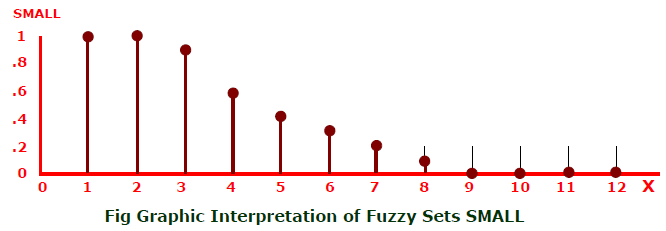 SMALL
1
.8
.6
.4
.2
0
0 1 2 3 4 5 6 7 8 9 10 11 12 X
Fig Graphic Interpretation of Fuzzy Sets SMALL